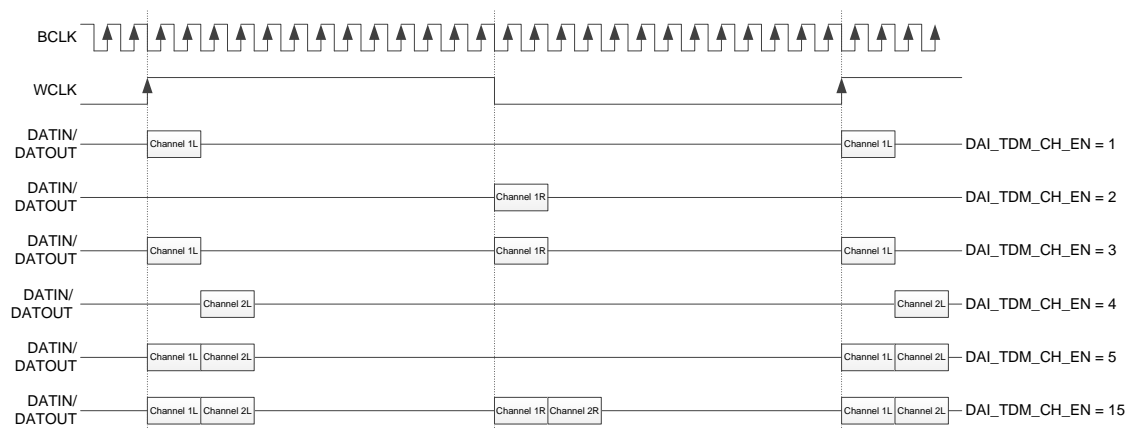 BCLK
WCLK
DATIN/
DATOUT
Channel 1L
Channel 1L
DAI_TDM_CH_EN = 1
DATIN/
DATOUT
Channel 1R
DAI_TDM_CH_EN = 2
DATIN/
DATOUT
Channel 1L
Channel 1R
Channel 1L
DAI_TDM_CH_EN = 3
DATIN/
DATOUT
Channel 2L
Channel 2L
DAI_TDM_CH_EN = 4
DATIN/
DATOUT
Channel 1L
Channel 2L
Channel 1L
Channel 2L
DAI_TDM_CH_EN = 5
DATIN/
DATOUT
Channel 1L
Channel 2L
Channel 1R
Channel 2R
Channel 1L
Channel 2L
DAI_TDM_CH_EN = 15